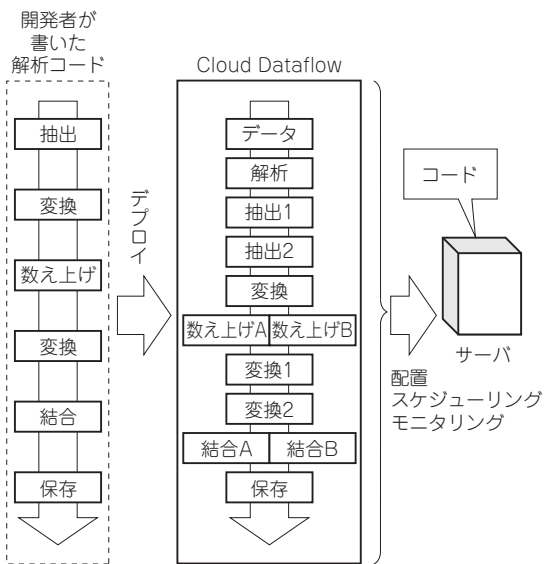 開発者が
書いた
解析コード
抽出
変換
数え上げ
変換
結合
保存
デプロイ
Cloud Dataflow
データ
解析
抽出1
抽出2
変換
数え上げA 数え上げB
変換1
変換2
結合A 結合B
保存
コード
サーバ
配置
スケジューリング
モニタリング